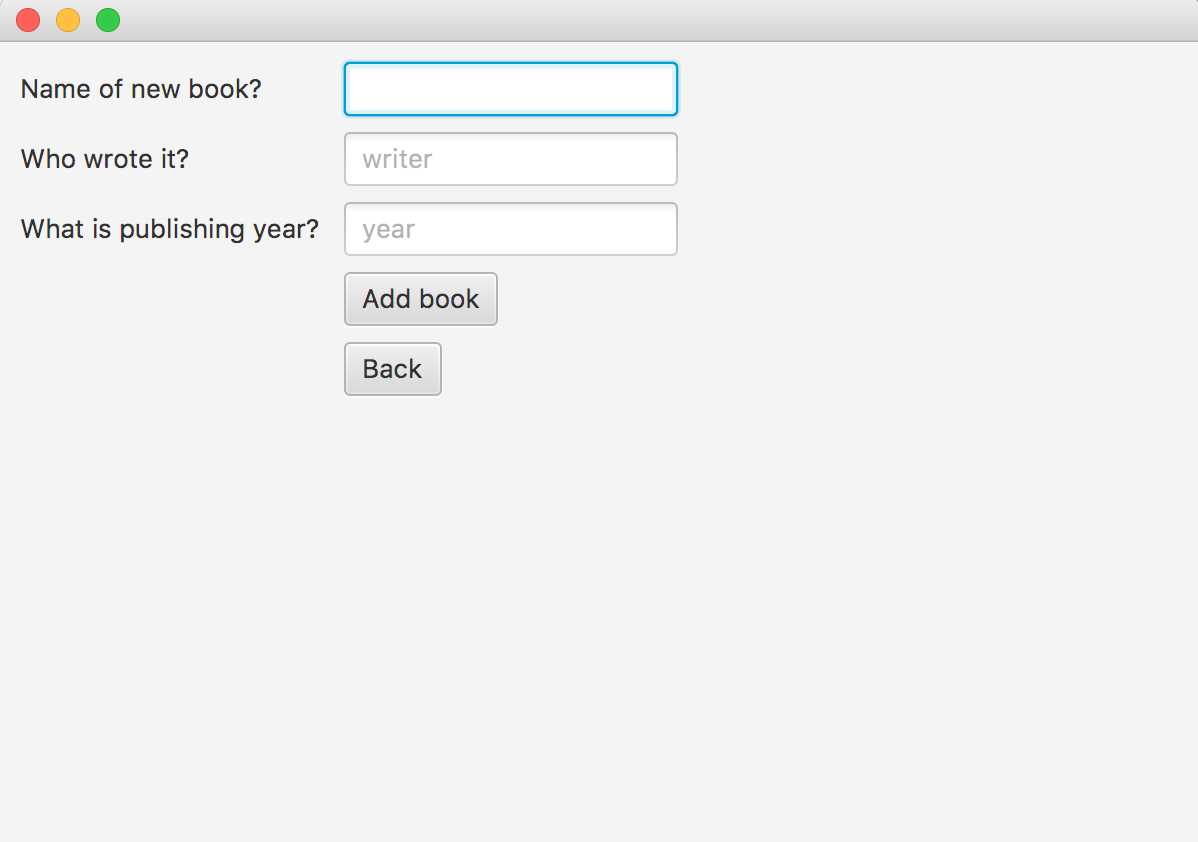 Name of new book?
Who wrote it? writer
What is publishing year? year
Add book
Back